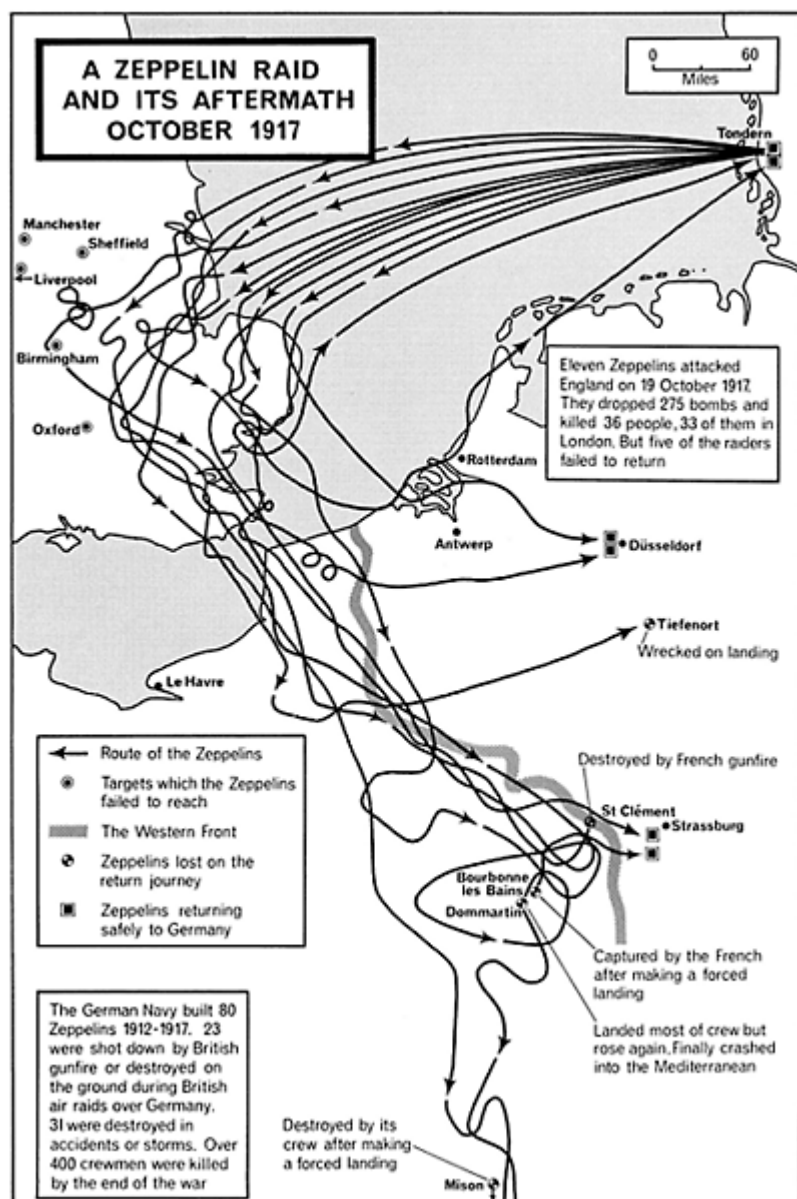 A ZEPPELIN RAID
AND ITS AFTERMATH
OCTOBER 1917
0 60
Miles
Tondern
Manchester
Sheffield
Liverpool
Birmingham
Oxford
Eleven Zeppelins attacked
England on 19 October 1917.
They dropped 275 bombs and
killed 36 people, 33 of them in
London. But five of the raiders
failed to return
Rotterdam
Antwerp
Düsseldorf
Tiefenort
Wrecked on landing
Le Havre
Route of the Zeppelins
Targets which the Zeppelins
failed to reach
The Western Front
Zeppelins lost on the
return journey
Zeppelins returning
safely to Germany
Destroyed by French gunfire
St Clément
Strassburg
Bourbonne
les Bains
Dommartin
Captured by the French
after making a forced
landing
Landed most of crew but
rose again. Finally crashed
into the Mediterranean
The German Navy built 80
Zeppelins 1912-1917. 23
were shot down by British
gunfire or destroyed on
the ground during British
air raids over Germany.
31 were destroyed in
accidents or storms. Over
400 crewmen were killed
by the end of the war
Destroyed by its
crew after making
a forced landing
Mison